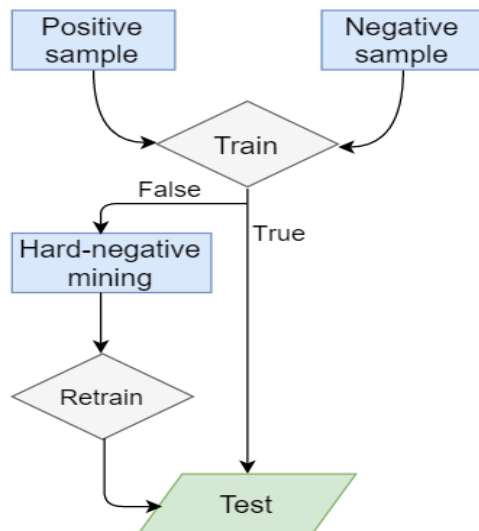 Positive
sample
Negative
sample
Train
False
True
Hard-negative
mining
Retrain
Test